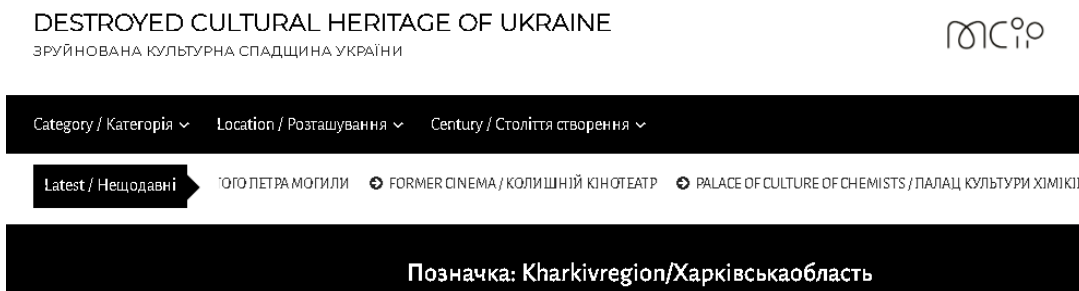 DESTROYED CULTURAL HERITAGE OF UKRAINE
ЗРУЙНОВАНА КУЛЬТУРНА СПАДЩИНА УКРАЇНИ
mcip
Category / Категорія Location / Розташування Century / Століття створення
Latest / Нещодавні ПЕТРА МОГИЛИ FORMER CINEMA / КОЛИШНІЙ КІНОТЕАТР PALACE OF CULTURE OF CHEMISTS / ПАЛАЦ КУЛЬТУРИ
Позначка: Kharkivregion/Харківськаобласть